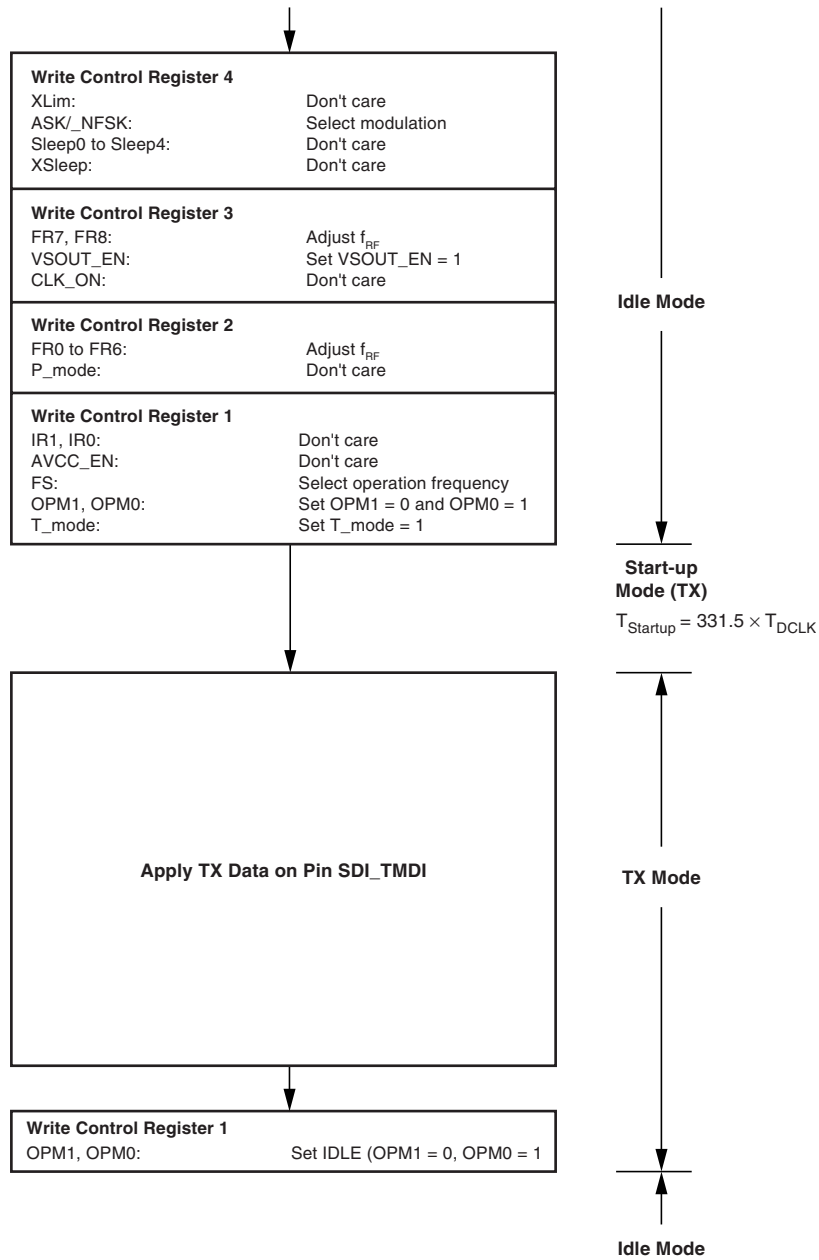 Write Control Register 4
XLim: Don't care
ASK/_NFSK: Select modulation
Sleep0 to Sleep4: Don't care
XSleep: Don't care
Write Control Register 3
FR7, FR8: Adjust fRF
VSOUT_EN: Set VSOUT_EN = 1
CLK_ON: Don't care
Write Control Register 2
FR0 to FR6: Adjust fRF
P_mode: Don't care
Write Control Register 1
IR1, IR0: Don't care
AVCC_EN: Don't care
FS: Select operation frequency
OPM1, OPM0: Set OPM1 = 0 and OPM0 = 1
T_mode: Set T_mode = 1
Idle Mode
Start-up
Mode (TX)
TStartup = 331.5 × TDCLK
Apply TX Data on Pin SDI_TMDI
TX Mode
Write Control Register 1
OPM1, OPM0: Set IDLE (OPM1 = 0, OPM0 = 1
Idle Mode